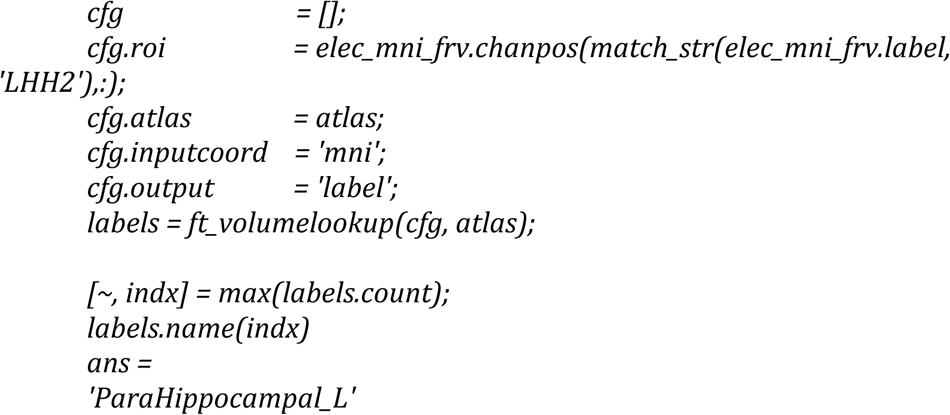 cfg = [];
cfg.roi = elec_mni_frv.chanpos(match_str(elec_mni_frv.label,
'LHH2'),:);
cfg.atlas = atlas;
cfg.inputcoord = 'mni';
cfg.output = 'label';
labels = ft_volumelookup(cfg, atlas);
[~, indx] = max(labels.count);
labels.name(indx)
ans =
'ParaHippocampal_L'